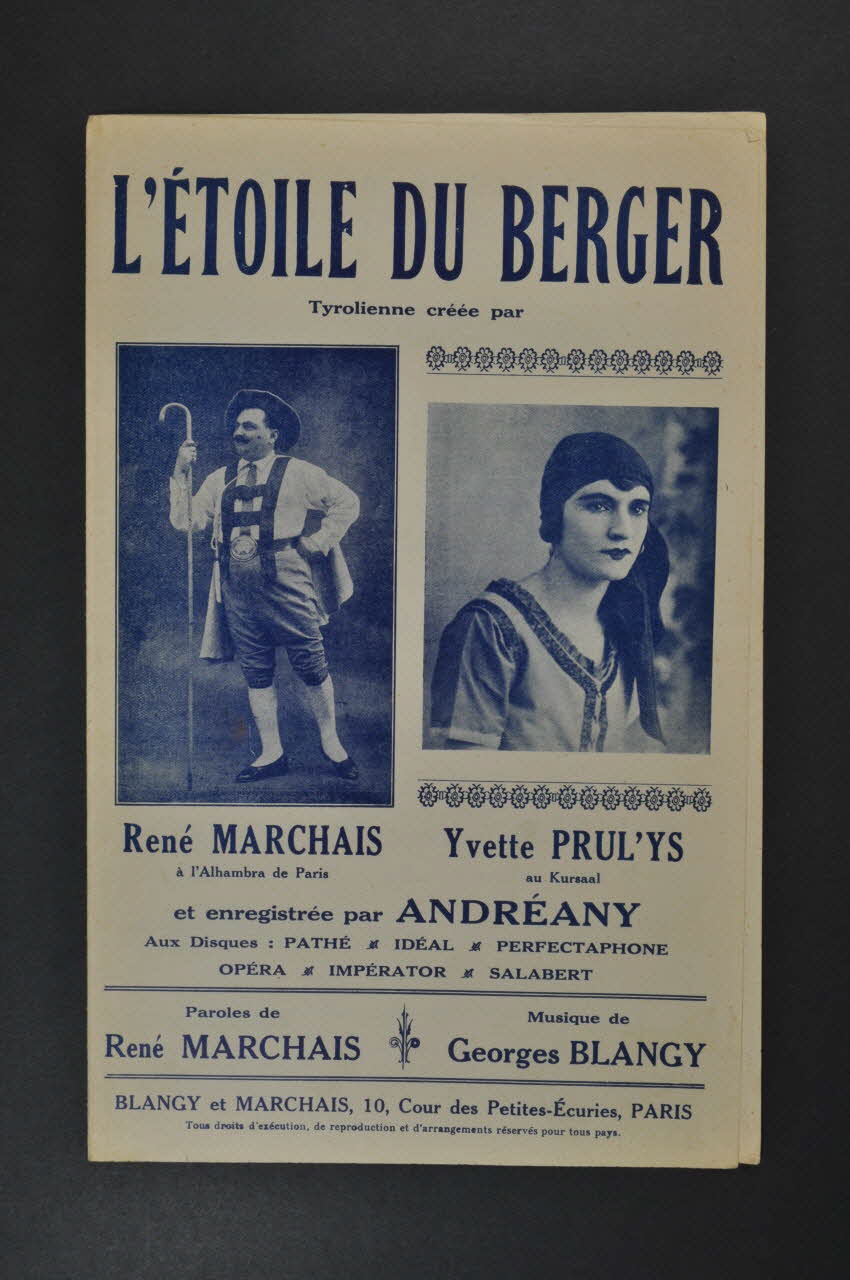 L'ÉTOILE DU BERGER
Tyrolienne créée par
René MARCHAIS
à l'Alhambra de Paris
Yvette PRUL'YS
au Kursaal
et enregistrée par ANDRÉANY
Aux Disques : PATHÉ IDÉAL PERFECTAPHONE
OPÉRA IMPÉRATOR SALABERT
Paroles de
René MARCHAIS
Musique de
Georges BLANGY
BLANGY et MARCHAIS, 10, Cour des Petites-Écuries, PARIS
Tous droits d'exécution, de reproduction et d'arrangements réservés pour tous pays.